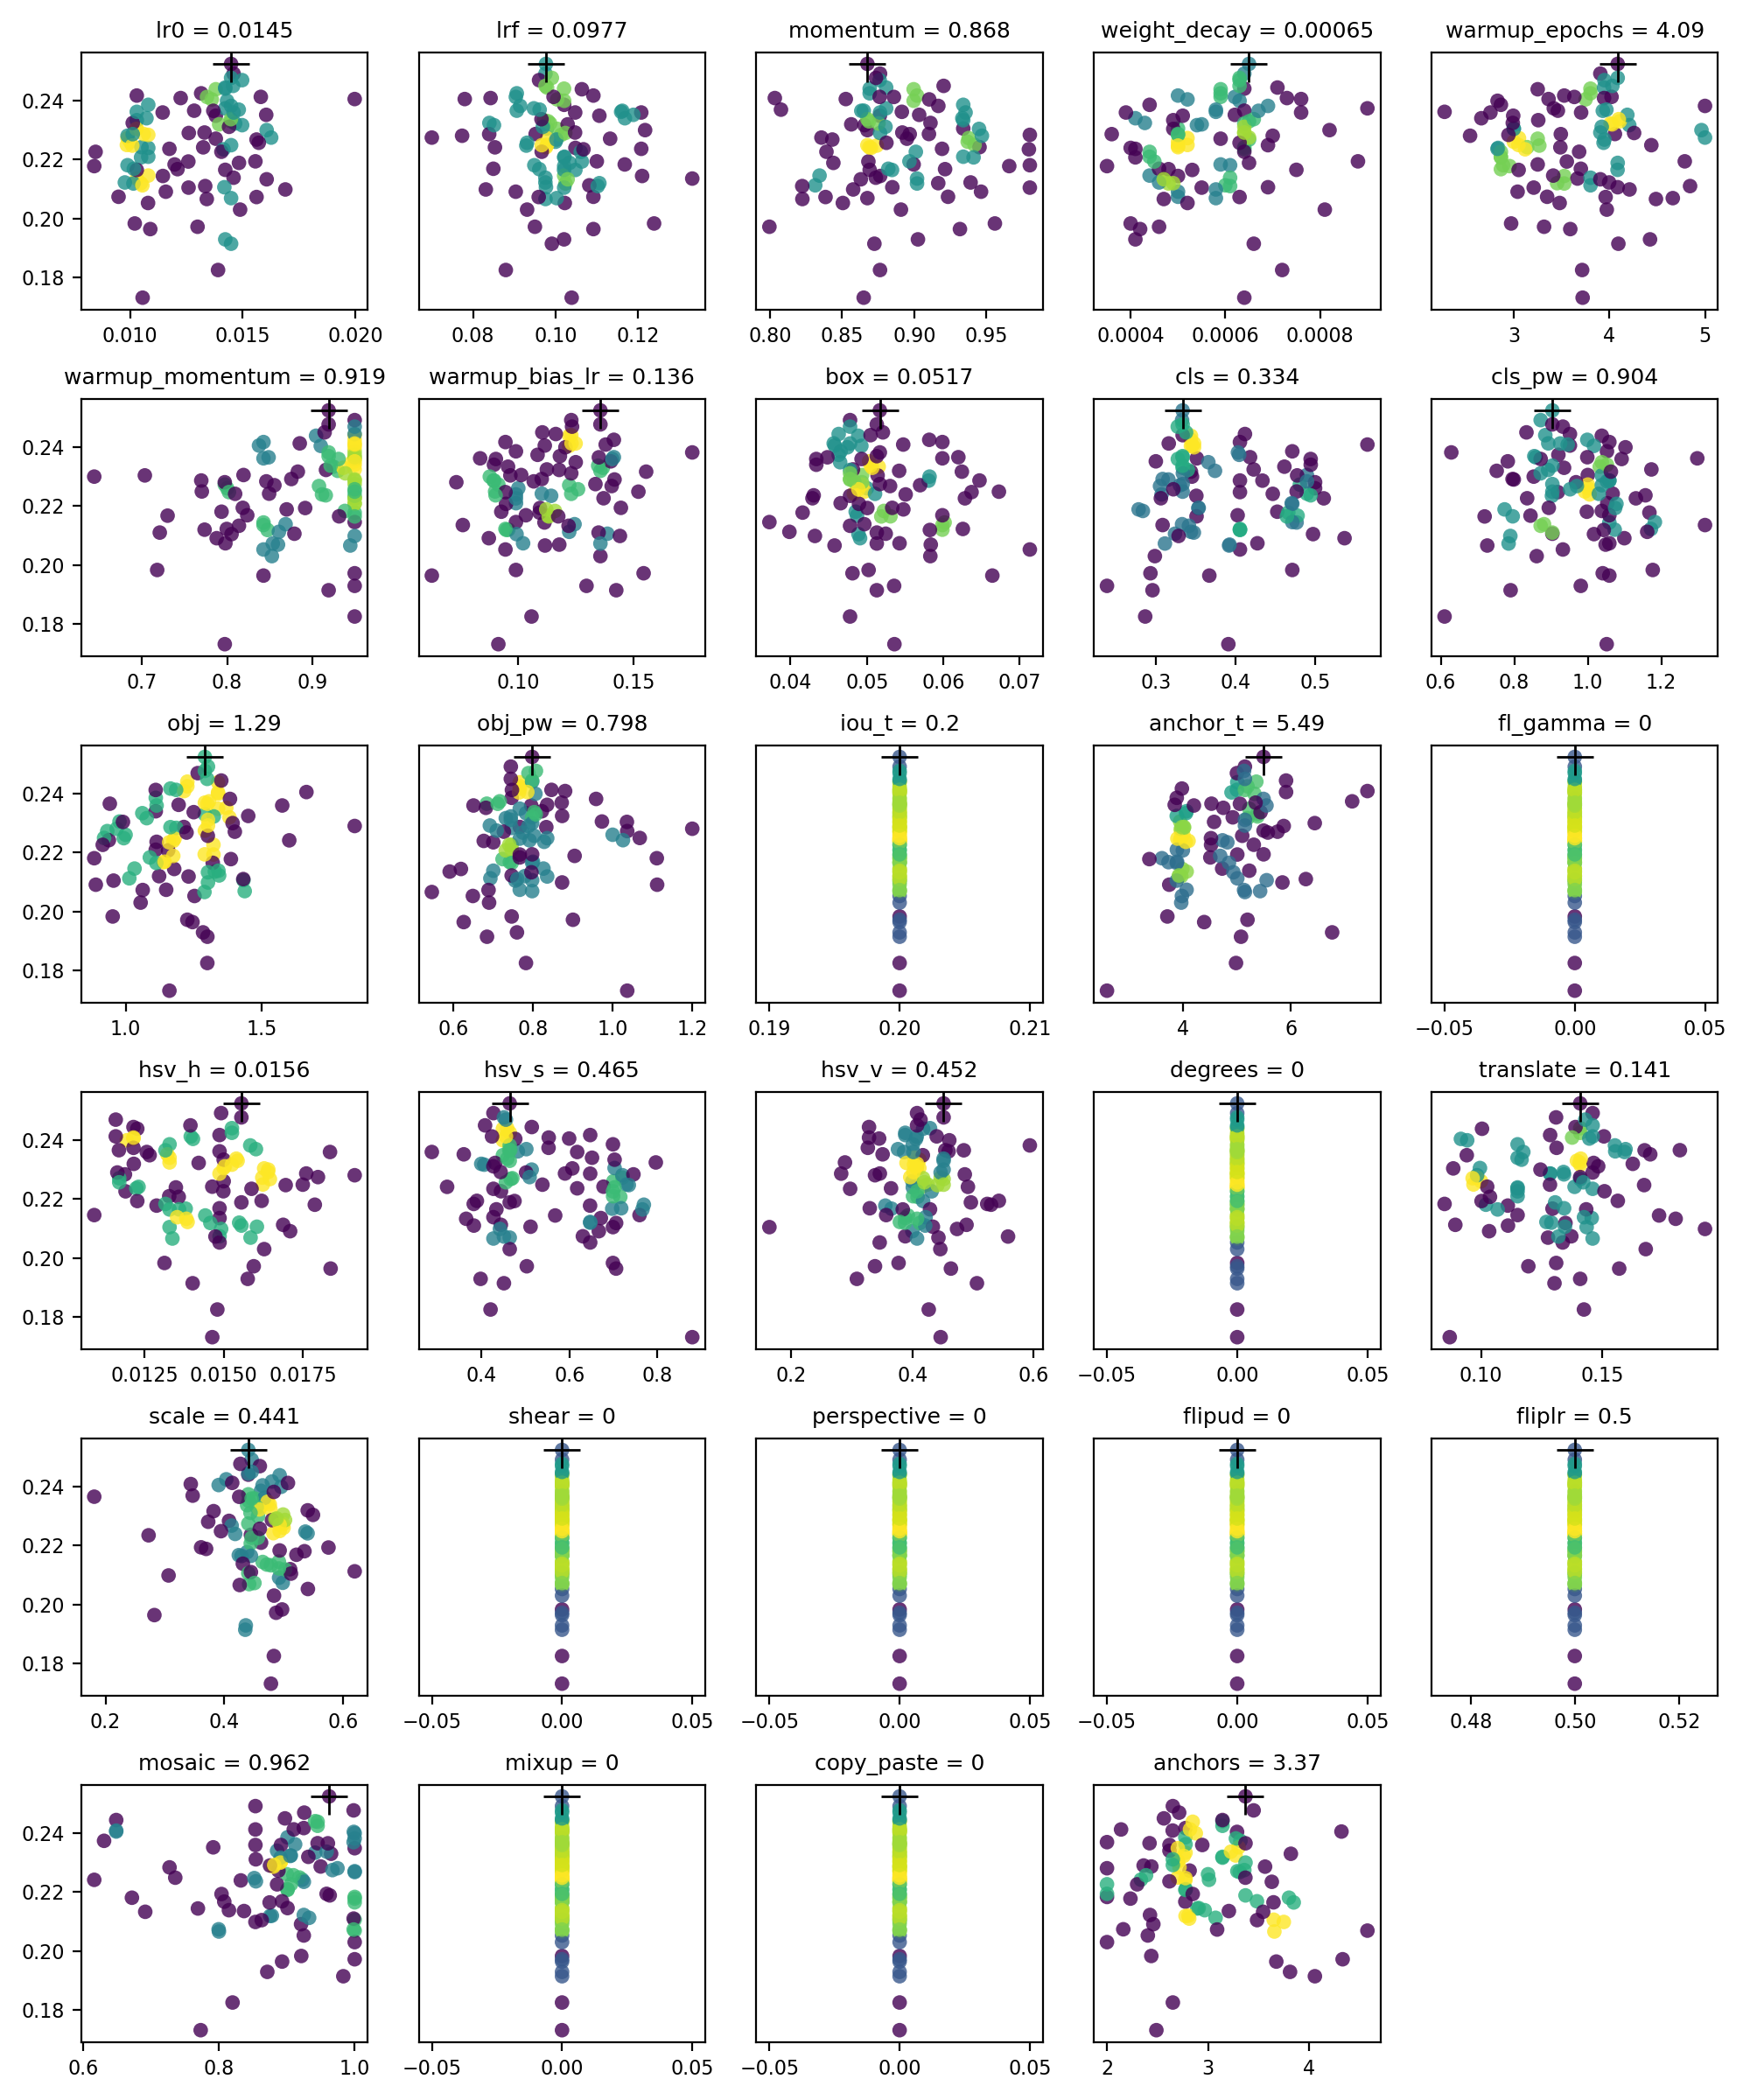 lr0 = 0.0145 lrf = 0.0977 momentum = 0.868 weight_decay = 0.00065 warmup_epochs = 4.09
0.24
0.22
0.20
0.18
0.010 0.015 0.020 0.08 0.10 0.12 0.80 0.85 0.90 0.95 0.0004 0.0006 0.0008 3 4 5
warmup_momentum = 0.919 warmup_bias_lr = 0.136 box = 0.0517 cls = 0.334 cls_pw = 0.904
0.24
0.22
0.20
0.18
0.7 0.8 0.9 0.10 0.15 0.04 0.05 0.06 0.07 0.3 0.4 0.5 0.6 0.8 1.0 1.2
obj = 1.29 obj_pw = 0.798 iou_t = 0.2 anchor_t = 5.49 fl_gamma = 0
0.24
0.22
0.20
0.18
1.0 1.5 0.6 0.8 1.0 1.2 0.19 0.20 0.21 4 6 −0.05 0.00 0.05
hsv_h = 0.0156 hsv_s = 0.465 hsv_v = 0.452 degrees = 0 translate = 0.141
0.24
0.22
0.20
0.18
0.0125 0.0150 0.0175 0.4 0.6 0.8 0.2 0.4 0.6 −0.05 0.00 0.05 0.10 0.15
scale = 0.441 shear = 0 perspective = 0 flipud = 0 fliplr = 0.5
0.24
0.22
0.20
0.18
0.2 0.4 0.6 −0.05 0.00 0.05 −0.05 0.00 0.05 −0.05 0.00 0.05 0.48 0.50 0.52
mosaic = 0.962 mixup = 0 copy_paste = 0 anchors = 3.37
0.24
0.22
0.20
0.18
0.6 0.8 1.0 −0.05 0.00 0.05 −0.05 0.00 0.05 2 3 4